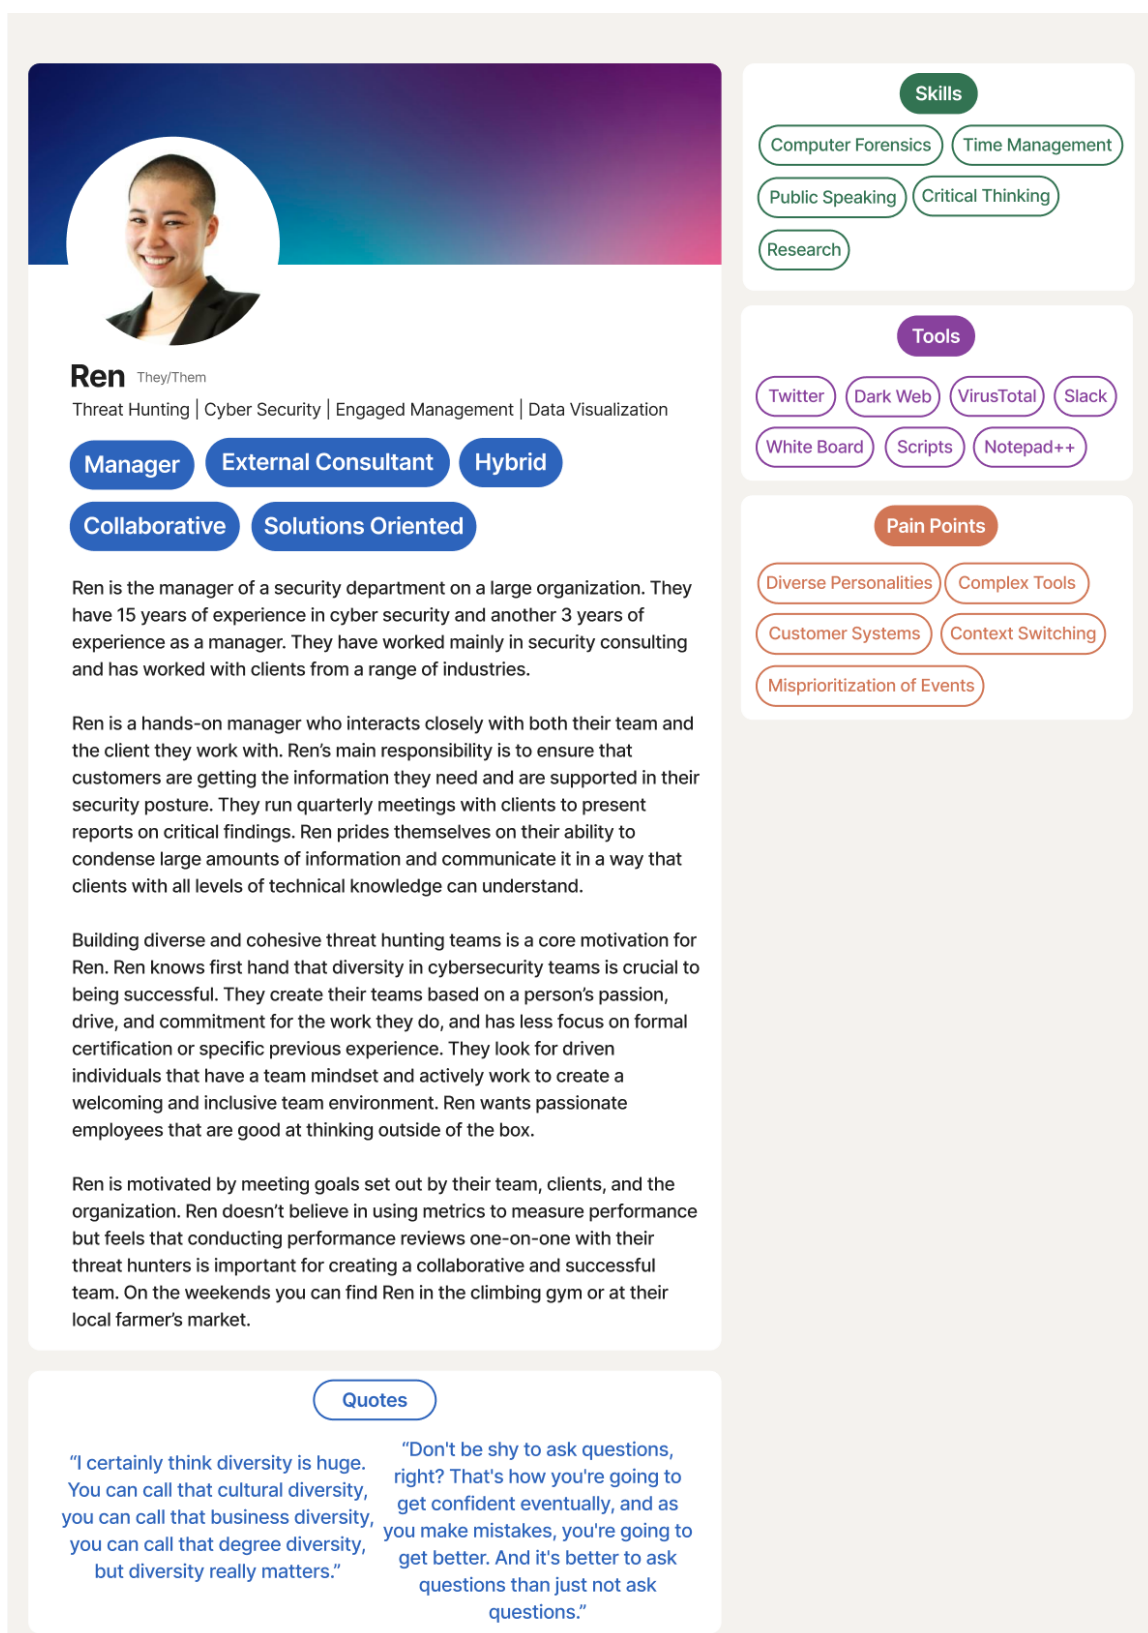 Ren They/Them
Threat Hunting | Cyber Security | Engaged Management | Data Visualization
Manager External Consultant Hybrid
Collaborative Solutions Oriented
Ren is the manager of a security department on a large organization. They
have 15 years of experience in cyber security and another 3 years of
experience as a manager. They have worked mainly in security consulting
and has worked with clients from a range of industries.
Ren is a hands-on manager who interacts closely with both their team and
the client they work with. Ren’s main responsibility is to ensure that
customers are getting the information they need and are supported in their
security posture. They run quarterly meetings with clients to present
reports on critical findings. Ren prides themselves on their ability to
condense large amounts of information and communicate it in a way that
clients with all levels of technical knowledge can understand.
Building diverse and cohesive threat hunting teams is a core motivation for
Ren. Ren knows first hand that diversity in cybersecurity teams is crucial to
being successful. They create their teams based on a person’s passion,
drive, and commitment for the work they do, and has less focus on formal
certification or specific previous experience. They look for driven
individuals that have a team mindset and actively work to create a
welcoming and inclusive team environment. Ren wants passionate
employees that are good at thinking outside of the box.
Ren is motivated by meeting goals set out by their team, clients, and the
organization. Ren doesn’t believe in using metrics to measure performance
but feels that conducting performance reviews one-on-one with their
threat hunters is important for creating a collaborative and successful
team. On the weekends you can find Ren in the climbing gym or at their
local farmer’s market.
Quotes
“I certainly think diversity is huge.
You can call that cultural diversity,
you can call that business diversity,
you can call that degree diversity,
but diversity really matters.”
“Don't be shy to ask questions,
right? That's how you're going to
get confident eventually, and as
you make mistakes, you're going to
get better. And it's better to ask
questions than just not ask
questions.”
Skills
Computer Forensics Time Management
Public Speaking Critical Thinking
Research
Tools
Twitter Dark Web VirusTotal Slack
White Board Scripts Notepad++
Pain Points
Diverse Personalities Complex Tools
Customer Systems Context Switching
Misprioritization of Events